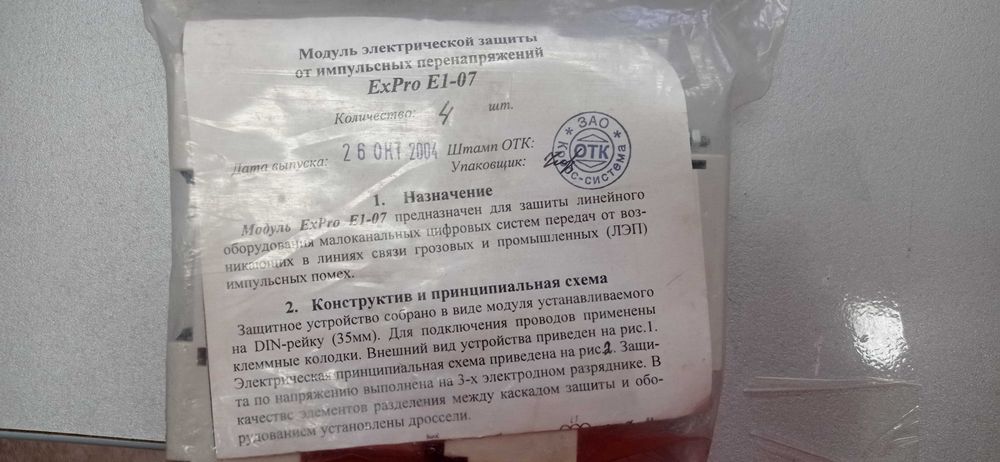 Модуль электрической защиты
от импульсных перенапряжений
ExPro E1-07
Количество: 4 шт.
Дата выпуска: 26 ОКТ 2004 Штамп ОТК:
Упаковщик:
ЗАО
ОТК
Кросс-система
1. Назначение
Модуль ExPro E1-07 предназначен для зашиты линейного
оборудования малоканальных цифровых систем передач от воз-
никающих в линиях связи грозовых и промышленных (ЛЭП)
импульсных помех.
2. Конструктив и принципиальная схема
Защитное устройство собрано в виде модуля устанавливаемого
на DIN-рейку (35мм). Для подключения проводов применены
клеммные колодки. Внешний вид устройства приведен на рис.1.
Электрическая принципиальная схема приведена на рис2. Защи-
та по напряжению выполнена на 3-х электродном разряднике. В
качестве элементов разделения между каскадом защиты и обо-
рудованием установлены дроссели.